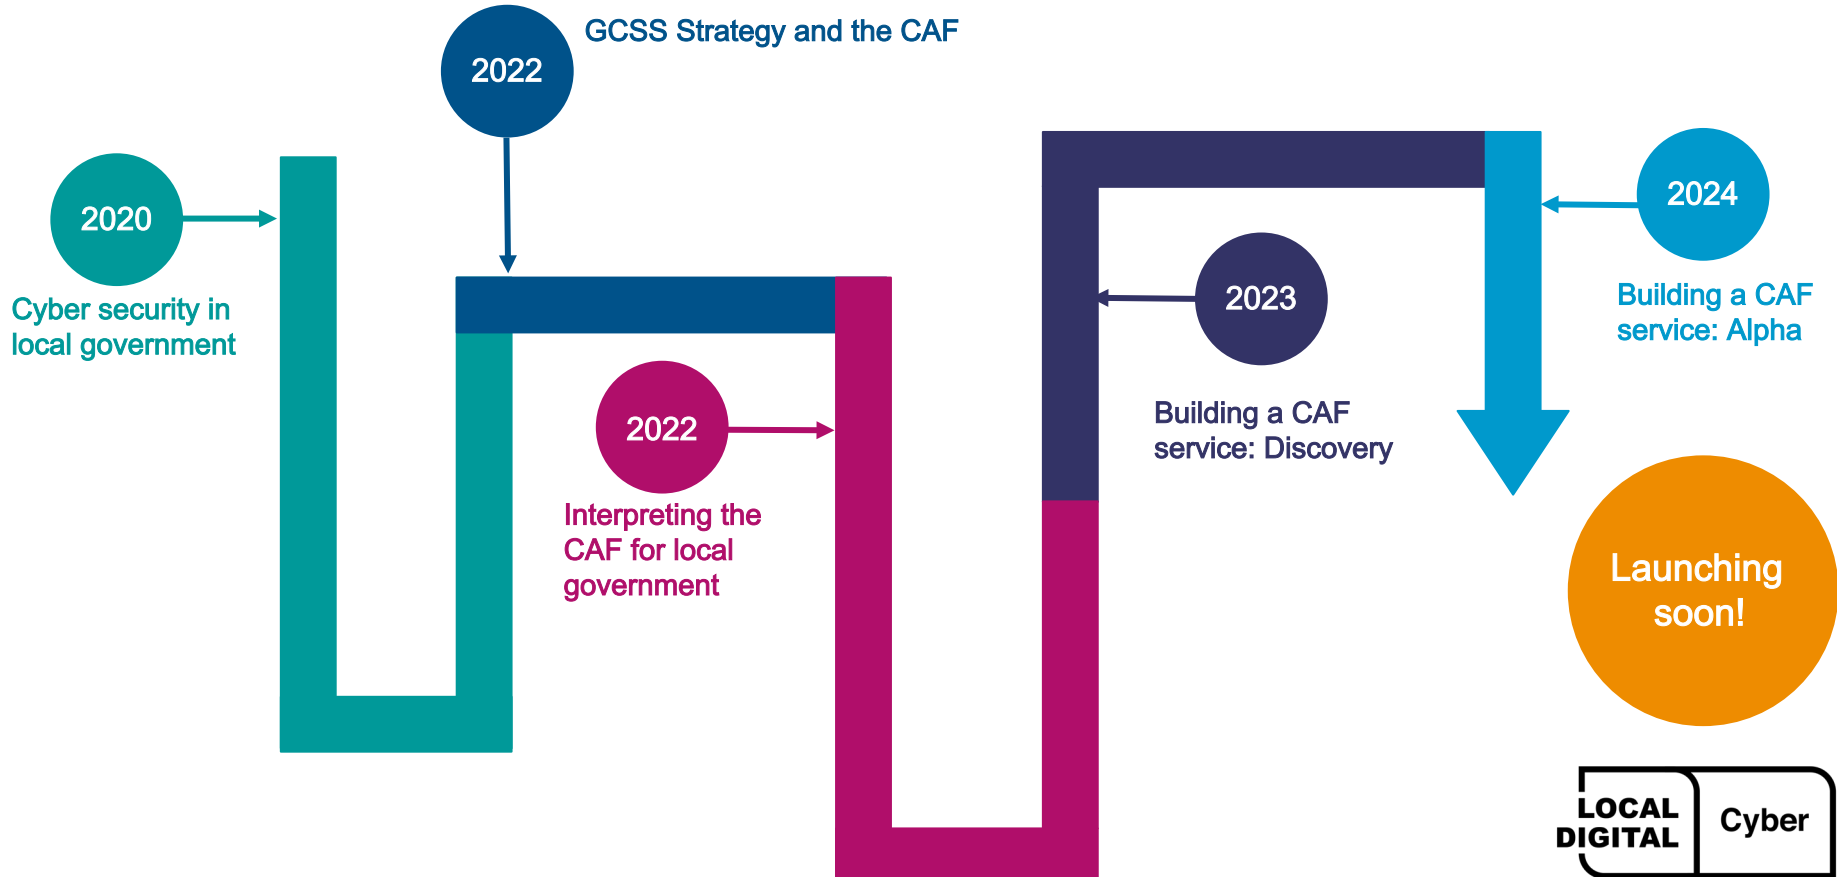 2020
Cyber security in
local government
2022
GCSS Strategy and the CAF
2022
Interpreting the
CAF for local
government
2023
Building a CAF
service: Discovery
2024
Building a CAF
service: Alpha
Launching
soon!
LOCAL
DIGITAL
Cyber